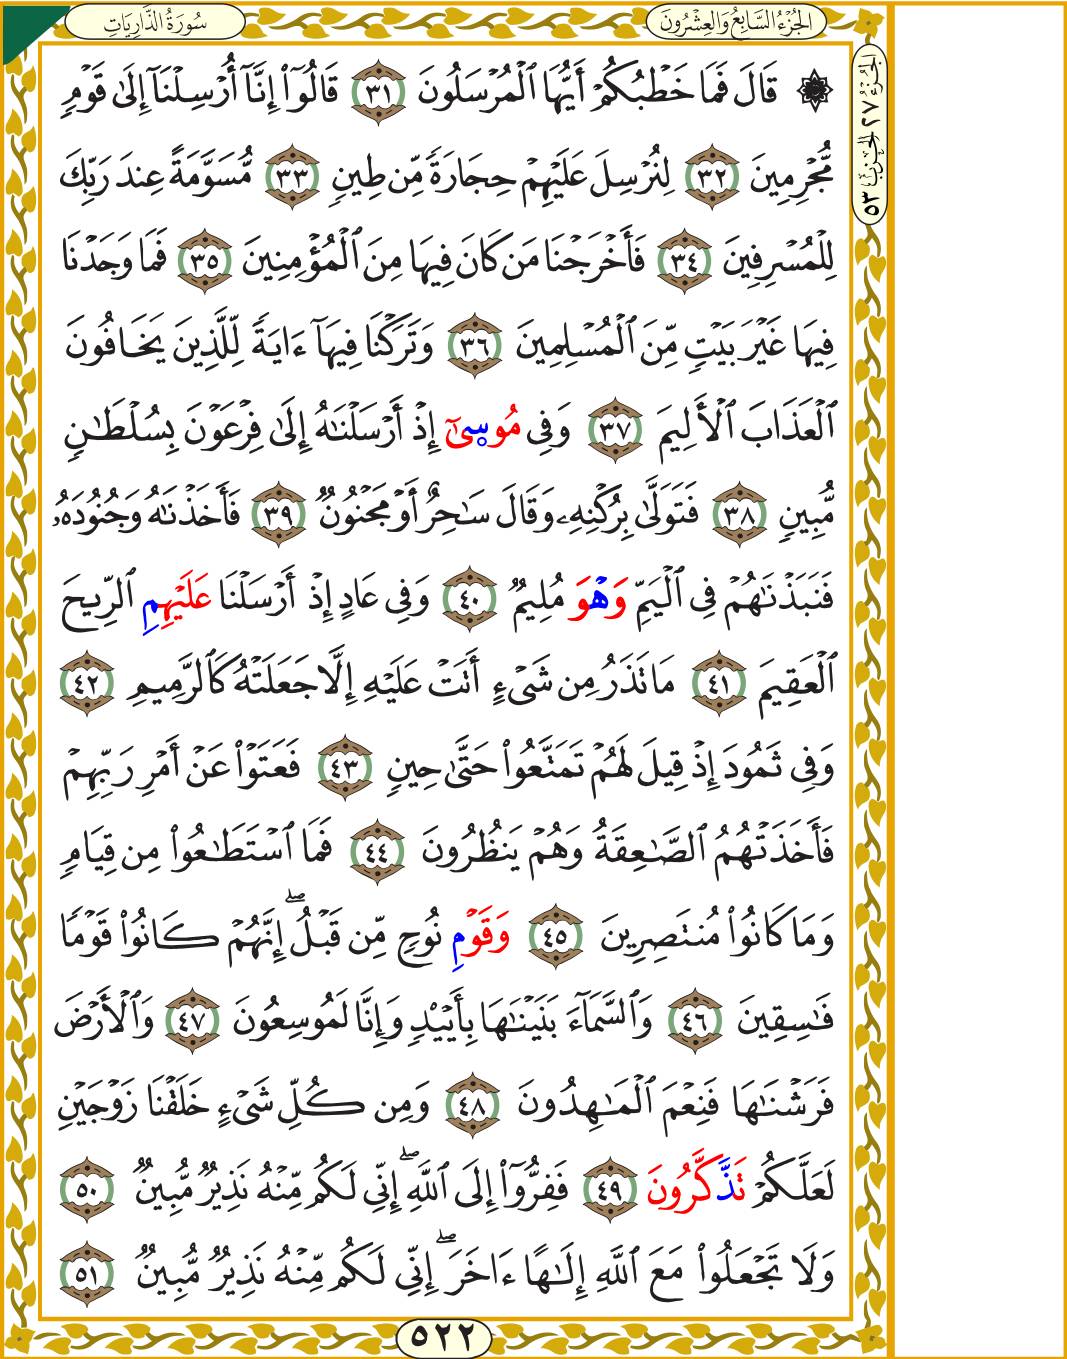 سُورَةُ الذَّارِيَاتِ
الجُزْءُ السَّابِعُ وَالعِشْرُونَ
الجُزْءُ ٢٧ الحِزْبُ ٥٣
۞ قَالَ فَمَا خَطْبُكُمْ أَيُّهَا ٱلْمُرْسَلُونَ ٣١ قَالُوٓا۟ إِنَّآ أُرْسِلْنَآ إِلَىٰ قَوْمٍ
مُّجْرِمِينَ ٣٢ لِنُرْسِلَ عَلَيْهِمْ حِجَارَةً مِّن طِينٍ ٣٣ مُّسَوَّمَةً عِندَ رَبِّكَ
لِلْمُسْرِفِينَ ٣٤ فَأَخْرَجْنَا مَن كَانَ فِيهَا مِنَ ٱلْمُؤْمِنِينَ ٣٥ فَمَا وَجَدْنَا
فِيهَا غَيْرَ بَيْتٍ مِّنَ ٱلْمُسْلِمِينَ ٣٦ وَتَرَكْنَا فِيهَآ ءَايَةً لِّلَّذِينَ يَخَافُونَ
ٱلْعَذَابَ ٱلْأَلِيمَ ٣٧ وَفِى مُوسٜىٰٓ إِذْ أَرْسَلْنَـٰهُ إِلَىٰ فِرْعَوْنَ بِسُلْطَـٰنٍ
مُّبِينٍ ٣٨ فَتَوَلَّىٰ بِرُكْنِهِۦ وَقَالَ سَـٰحِرٌ أَوْ مَجْنُونٌ ٣٩ فَأَخَذْنَـٰهُ وَجُنُودَهُۥ
فَنَبَذْنَـٰهُمْ فِى ٱلْيَمِّ وَهْوَ مُلِيمٌ ٤٠ وَفِى عَادٍ إِذْ أَرْسَلْنَا عَلَيْهِمِ ٱلرِّيحَ
ٱلْعَقِيمَ ٤١ مَا تَذَرُ مِن شَىْءٍ أَتَتْ عَلَيْهِ إِلَّا جَعَلَتْهُ كَٱلرَّمِيمِ ٤٢
وَفِى ثَمُودَ إِذْ قِيلَ لَهُمْ تَمَتَّعُوا۟ حَتَّىٰ حِينٍ ٤٣ فَعَتَوْا۟ عَنْ أَمْرِ رَبِّهِمْ
فَأَخَذَتْهُمُ ٱلصَّـٰعِقَةُ وَهُمْ يَنظُرُونَ ٤٤ فَمَا ٱسْتَطَـٰعُوا۟ مِن قِيَامٍ
وَمَا كَانُوا۟ مُنتَصِرِينَ ٤٥ وَقَوْمِ نُوحٍ مِّن قَبْلُ ۖ إِنَّهُمْ كَانُوا۟ قَوْمًا
فَـٰسِقِينَ ٤٦ وَٱلسَّمَآءَ بَنَيْنَـٰهَا بِأَيْي۟دٍ وَإِنَّا لَمُوسِعُونَ ٤٧ وَٱلْأَرْضَ
فَرَشْنَـٰهَا فَنِعْمَ ٱلْمَـٰهِدُونَ ٤٨ وَمِن كُلِّ شَىْءٍ خَلَقْنَا زَوْجَيْنِ
لَعَلَّكُمْ تَذَّكَّرُونَ ٤٩ فَفِرُّوٓا۟ إِلَى ٱللَّهِ ۖ إِنِّى لَكُم مِّنْهُ نَذِيرٌ مُّبِينٌ ٥٠
وَلَا تَجْعَلُوا۟ مَعَ ٱللَّهِ إِلَـٰهًا ءَاخَرَ ۖ إِنِّى لَكُم مِّنْهُ نَذِيرٌ مُّبِينٌ ٥١
٥٢٢